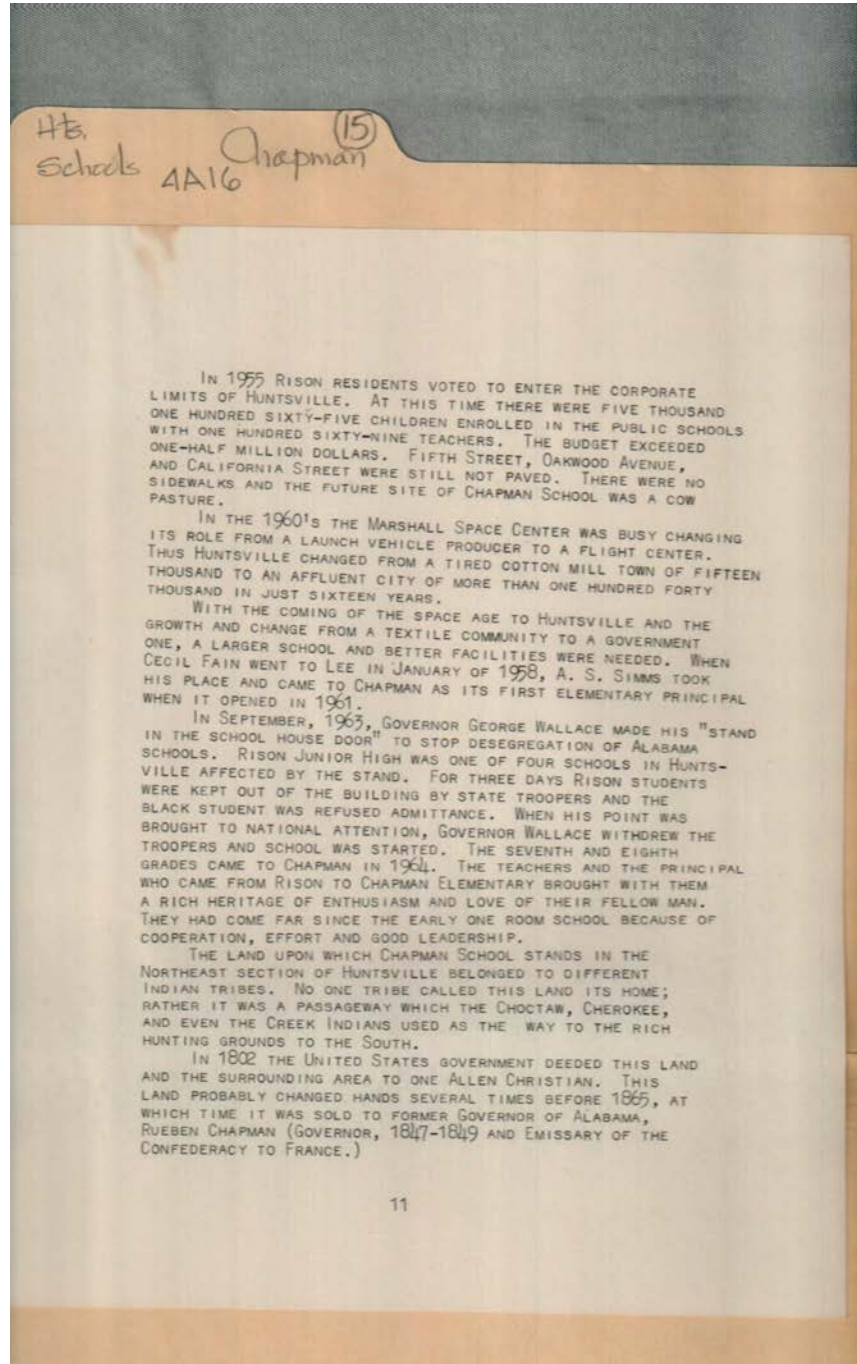 Hts. Chapman (15)
Schools 4A16
In 1955 Rison residents voted to enter the corporate
limits of Huntsville. At this time there were five thousand
one hundred sixty-five children enrolled in the public schools
with one hundred sixty-nine teachers. The budget exceeded
one-half million dollars. Fifth Street, Oakwood Avenue,
and California Street were still not paved. There were no
sidewalks and the future site of Chapman School was a cow
pasture.
In the 1960's the Marshall Space Center was busy changing
its role from a launch vehicle producer to a flight center.
Thus Huntsville changed from a tired cotton mill town of fifteen
thousand to an affluent city of more than one hundred forty
thousand in just sixteen years.
With the coming of the space age to Huntsville and the
growth and change from a textile community to a government
one, a larger school and better facilities were needed. When
Cecil Fain went to Lee in January of 1958, A. S. Simms took
his place and came to Chapman as its first elementary principal
when it opened in 1961.
In September, 1963, Governor George Wallace made his "stand
in the school house door" to stop desegregation of Alabama
schools. Rison Junior High was one of four schools in Hunts-
ville affected by the stand. For three days Rison students
were kept out of the building by state troopers and the
black student was refused admittance. When his point was
brought to national attention, Governor Wallace withdrew the
troopers and school was started. The seventh and eighth
grades came to Chapman in 1964. The teachers and the principal
who came from Rison to Chapman Elementary brought with them
a rich heritage of enthusiasm and love of their fellow man.
They had come far since the early one room school because of
cooperation, effort and good leadership.
The land upon which Chapman School stands in the
Northeast section of Huntsville belonged to different
Indian tribes. No one tribe called this land its home;
rather it was a passageway which the Choctaw, Cherokee,
and even the Creek Indians used as the way to the rich
hunting grounds to the South.
In 1802 the United States government deeded this land
and the surrounding area to one Allen Christian. This
land probably changed hands several times before 1865, at
which time it was sold to former Governor of Alabama,
Rueben Chapman (Governor, 1847-1849 and Emissary of the
Confederacy to France.)
11